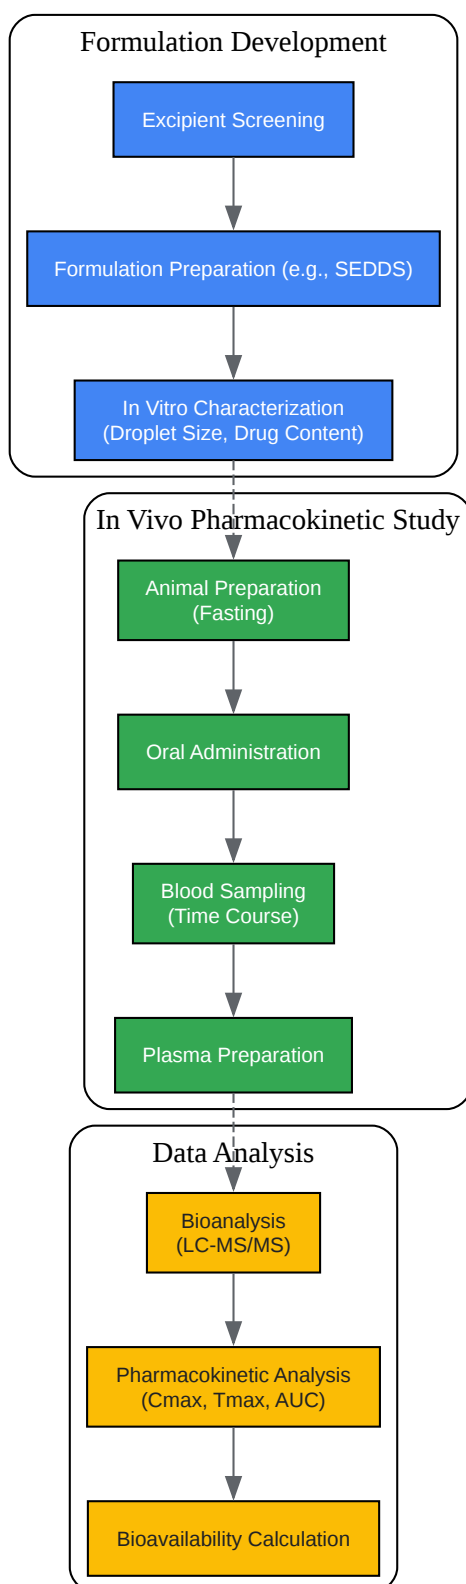 Formulation Development
Excipient Screening
Formulation Preparation (e.g., SEDDS)
In Vitro Characterization
(Droplet Size, Drug Content)
In Vivo Pharmacokinetic Study
Animal Preparation
(Fasting)
Oral Administration
Blood Sampling
(Time Course)
Plasma Preparation
Data Analysis
Bioanalysis
(LC-MS/MS)
Pharmacokinetic Analysis
(Cmax, Tmax, AUC)
Bioavailability Calculation